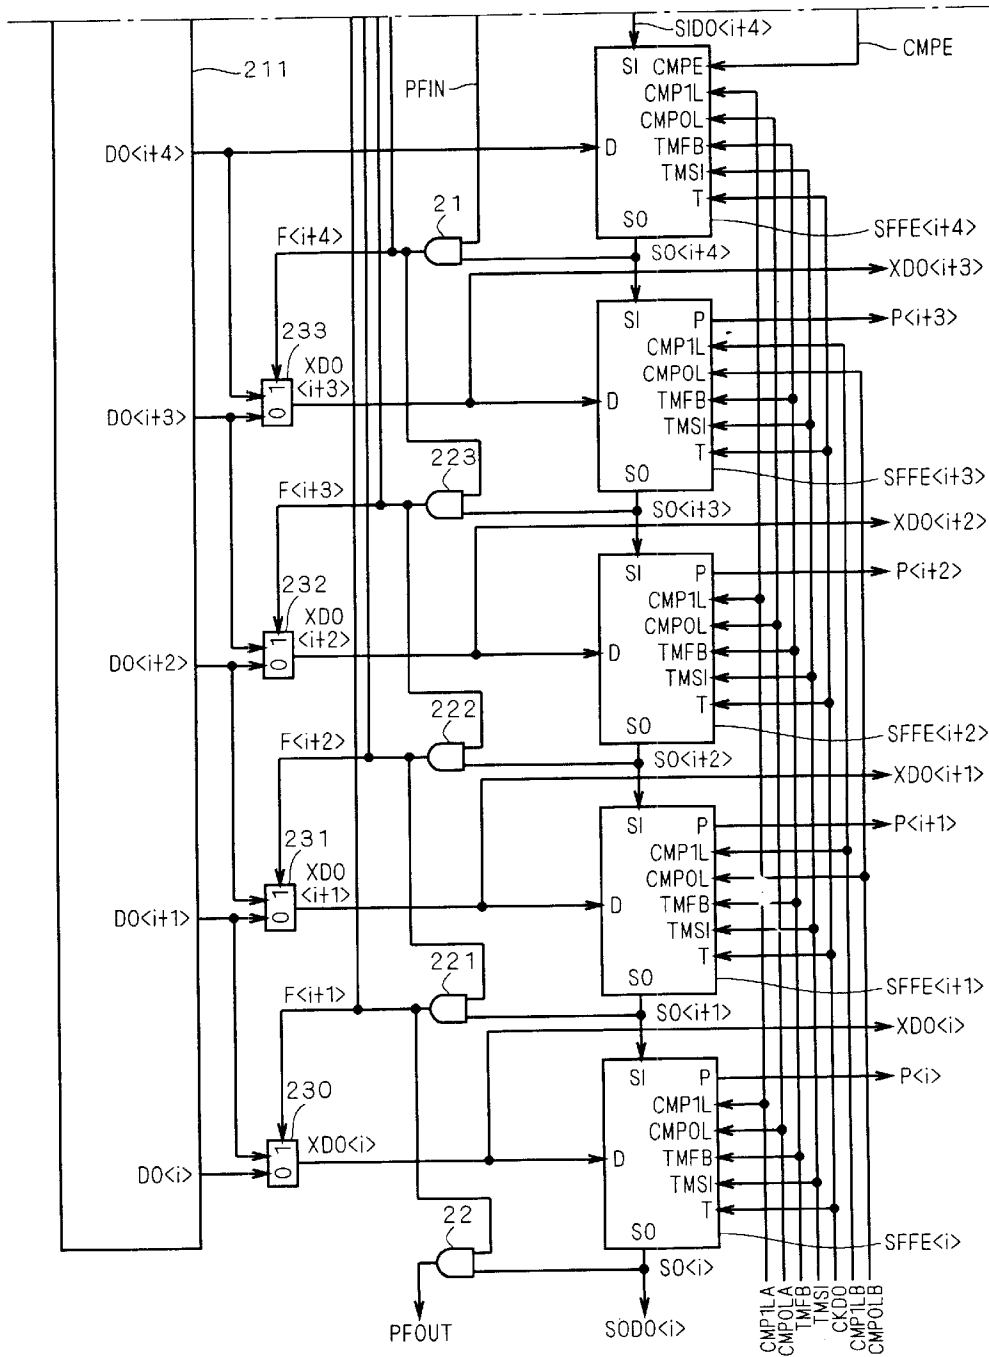 SIDO<i+4>
CMPE
211
PFIN
SI CMPE
CMP1L
CMP0L
DO<i+4>
D
TMFB
TMSI
T
21
SO
SFFE<i+4>
F<i+4>
SO<i+4>
XDO<i+3>
SI P
P<i+3>
233
XDO
<i+3>
CMP1L
CMP0L
0 1
DO<i+3>
D
TMFB
TMSI
T
223
SO
SFFE<i+3>
F<i+3>
SO<i+3>
XDO<i+2>
SI P
P<i+2>
232
XDO
<i+2>
CMP1L
CMP0L
0 1
DO<i+2>
D
TMFB
TMSI
T
222
SO
SFFE<i+2>
F<i+2>
SO<i+2>
XDO<i+1>
SI P
P<i+1>
231
XDO
<i+1>
CMP1L
CMP0L
0 1
DO<i+1>
D
TMFB
TMSI
T
221
SO
SFFE<i+1>
F<i+1>
SO<i+1>
XDO<i>
SI P
P<i>
230
CMP1L
CMP0L
XDO<i>
0 1
DO<i>
D
TMFB
TMSI
T
22
SO
SFFE<i>
SO<i>
PFOUT
SODO<i>
CMP1LA
CMP0LA
TMFB
TMSI
CKDO
CMP1LB
CMP0LB